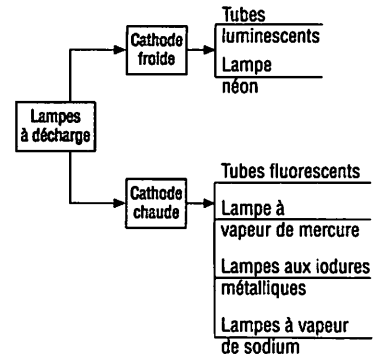 Lampes
à décharge
Cathode
froide
Tubes
luminescents
Lampe
néon
Cathode
chaude
Tubes fluorescents
Lampe à
vapeur de mercure
Lampes aux iodures
métalliques
Lampes à vapeur
de sodium